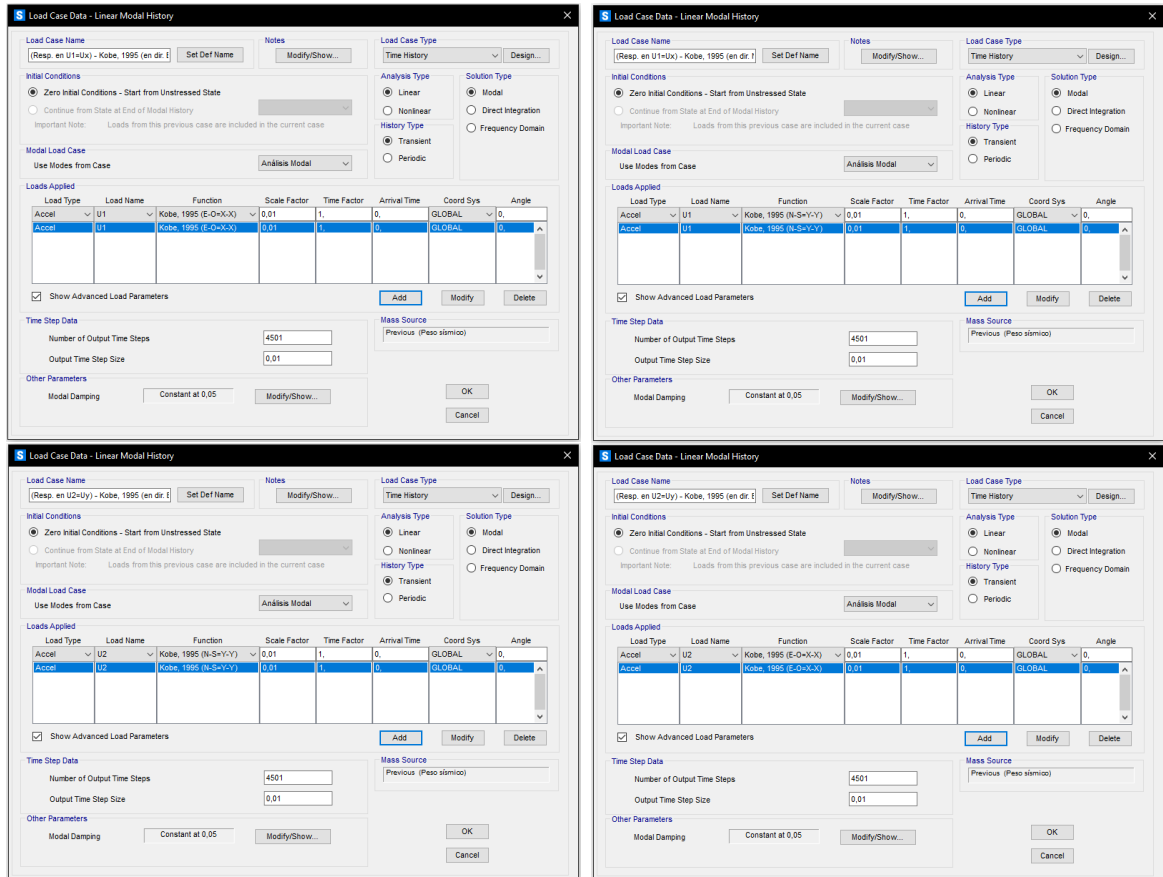 Load Case Data - Linear Modal History
Load Case Name
(Resp. en U1=Ux) - Kobe, 1995 (en dir. E
Set Def Name
Notes
Modify/Show...
Load Case Type
Time History
Design...
Initial Conditions
Zero Initial Conditions - Start from Unstressed State
Continue from State at End of Modal History
Important Note: Loads from this previous case are included in the current case
Analysis Type
Linear
Nonlinear
Solution Type
Modal
Direct Integration
Frequency Domain
History Type
Transient
Periodic
Modal Load Case
Use Modes from Case
Análisis Modal
Loads Applied
Load Type Load Name Function Scale Factor Time Factor Arrival Time Coord Sys Angle
Accel U1 Kobe, 1995 (E-O=X-X) 0,01 1, 0, GLOBAL 0,
Accel U1 Kobe, 1995 (E-O=X-X) 0,01 1, 0, GLOBAL 0,
Show Advanced Load Parameters
Add
Modify
Delete
Time Step Data
Number of Output Time Steps 4501
Output Time Step Size 0,01
Mass Source
Previous (Peso sísmico)
Other Parameters
Modal Damping Constant at 0,05 Modify/Show...
OK
Cancel
Load Case Data - Linear Modal History
Load Case Name
(Resp. en U1=Ux) - Kobe, 1995 (en dir.
Set Def Name
Notes
Modify/Show...
Load Case Type
Time History
Design...
Initial Conditions
Zero Initial Conditions - Start from Unstressed State
Continue from State at End of Modal History
Important Note: Loads from this previous case are included in the current case
Analysis Type
Linear
Nonlinear
Solution Type
Modal
Direct Integration
Frequency Domain
History Type
Transient
Periodic
Modal Load Case
Use Modes from Case
Análisis Modal
Loads Applied
Load Type Load Name Function Scale Factor Time Factor Arrival Time Coord Sys Angle
Accel U1 Kobe, 1995 (N-S=Y-Y) 0,01 1, 0, GLOBAL 0,
Accel U1 Kobe, 1995 (N-S=Y-Y) 0,01 1, 0, GLOBAL 0,
Show Advanced Load Parameters
Add
Modify
Delete
Time Step Data
Number of Output Time Steps 4501
Output Time Step Size 0,01
Mass Source
Previous (Peso sísmico)
Other Parameters
Modal Damping Constant at 0,05 Modify/Show...
OK
Cancel
Load Case Data - Linear Modal History
Load Case Name
(Resp. en U2=Uy) - Kobe, 1995 (en dir. E
Set Def Name
Notes
Modify/Show...
Load Case Type
Time History
Design...
Initial Conditions
Zero Initial Conditions - Start from Unstressed State
Continue from State at End of Modal History
Important Note: Loads from this previous case are included in the current case
Analysis Type
Linear
Nonlinear
Solution Type
Modal
Direct Integration
Frequency Domain
History Type
Transient
Periodic
Modal Load Case
Use Modes from Case
Análisis Modal
Loads Applied
Load Type Load Name Function Scale Factor Time Factor Arrival Time Coord Sys Angle
Accel U2 Kobe, 1995 (N-S=Y-Y) 0,01 1, 0, GLOBAL 0,
Accel U2 Kobe, 1995 (N-S=Y-Y) 0,01 1, 0, GLOBAL 0,
Show Advanced Load Parameters
Add
Modify
Delete
Time Step Data
Number of Output Time Steps 4501
Output Time Step Size 0,01
Mass Source
Previous (Peso sísmico)
Other Parameters
Modal Damping Constant at 0,05 Modify/Show...
OK
Cancel
Load Case Data - Linear Modal History
Load Case Name
(Resp. en U2=Uy) - Kobe, 1995 (en dir. E
Set Def Name
Notes
Modify/Show...
Load Case Type
Time History
Design...
Initial Conditions
Zero Initial Conditions - Start from Unstressed State
Continue from State at End of Modal History
Important Note: Loads from this previous case are included in the current case
Analysis Type
Linear
Nonlinear
Solution Type
Modal
Direct Integration
Frequency Domain
History Type
Transient
Periodic
Modal Load Case
Use Modes from Case
Análisis Modal
Loads Applied
Load Type Load Name Function Scale Factor Time Factor Arrival Time Coord Sys Angle
Accel U2 Kobe, 1995 (E-O=X-X) 0,01 1, 0, GLOBAL 0,
Accel U2 Kobe, 1995 (E-O=X-X) 0,01 1, 0, GLOBAL 0,
Show Advanced Load Parameters
Add
Modify
Delete
Time Step Data
Number of Output Time Steps 4501
Output Time Step Size 0,01
Mass Source
Previous (Peso sísmico)
Other Parameters
Modal Damping Constant at 0,05 Modify/Show...
OK
Cancel